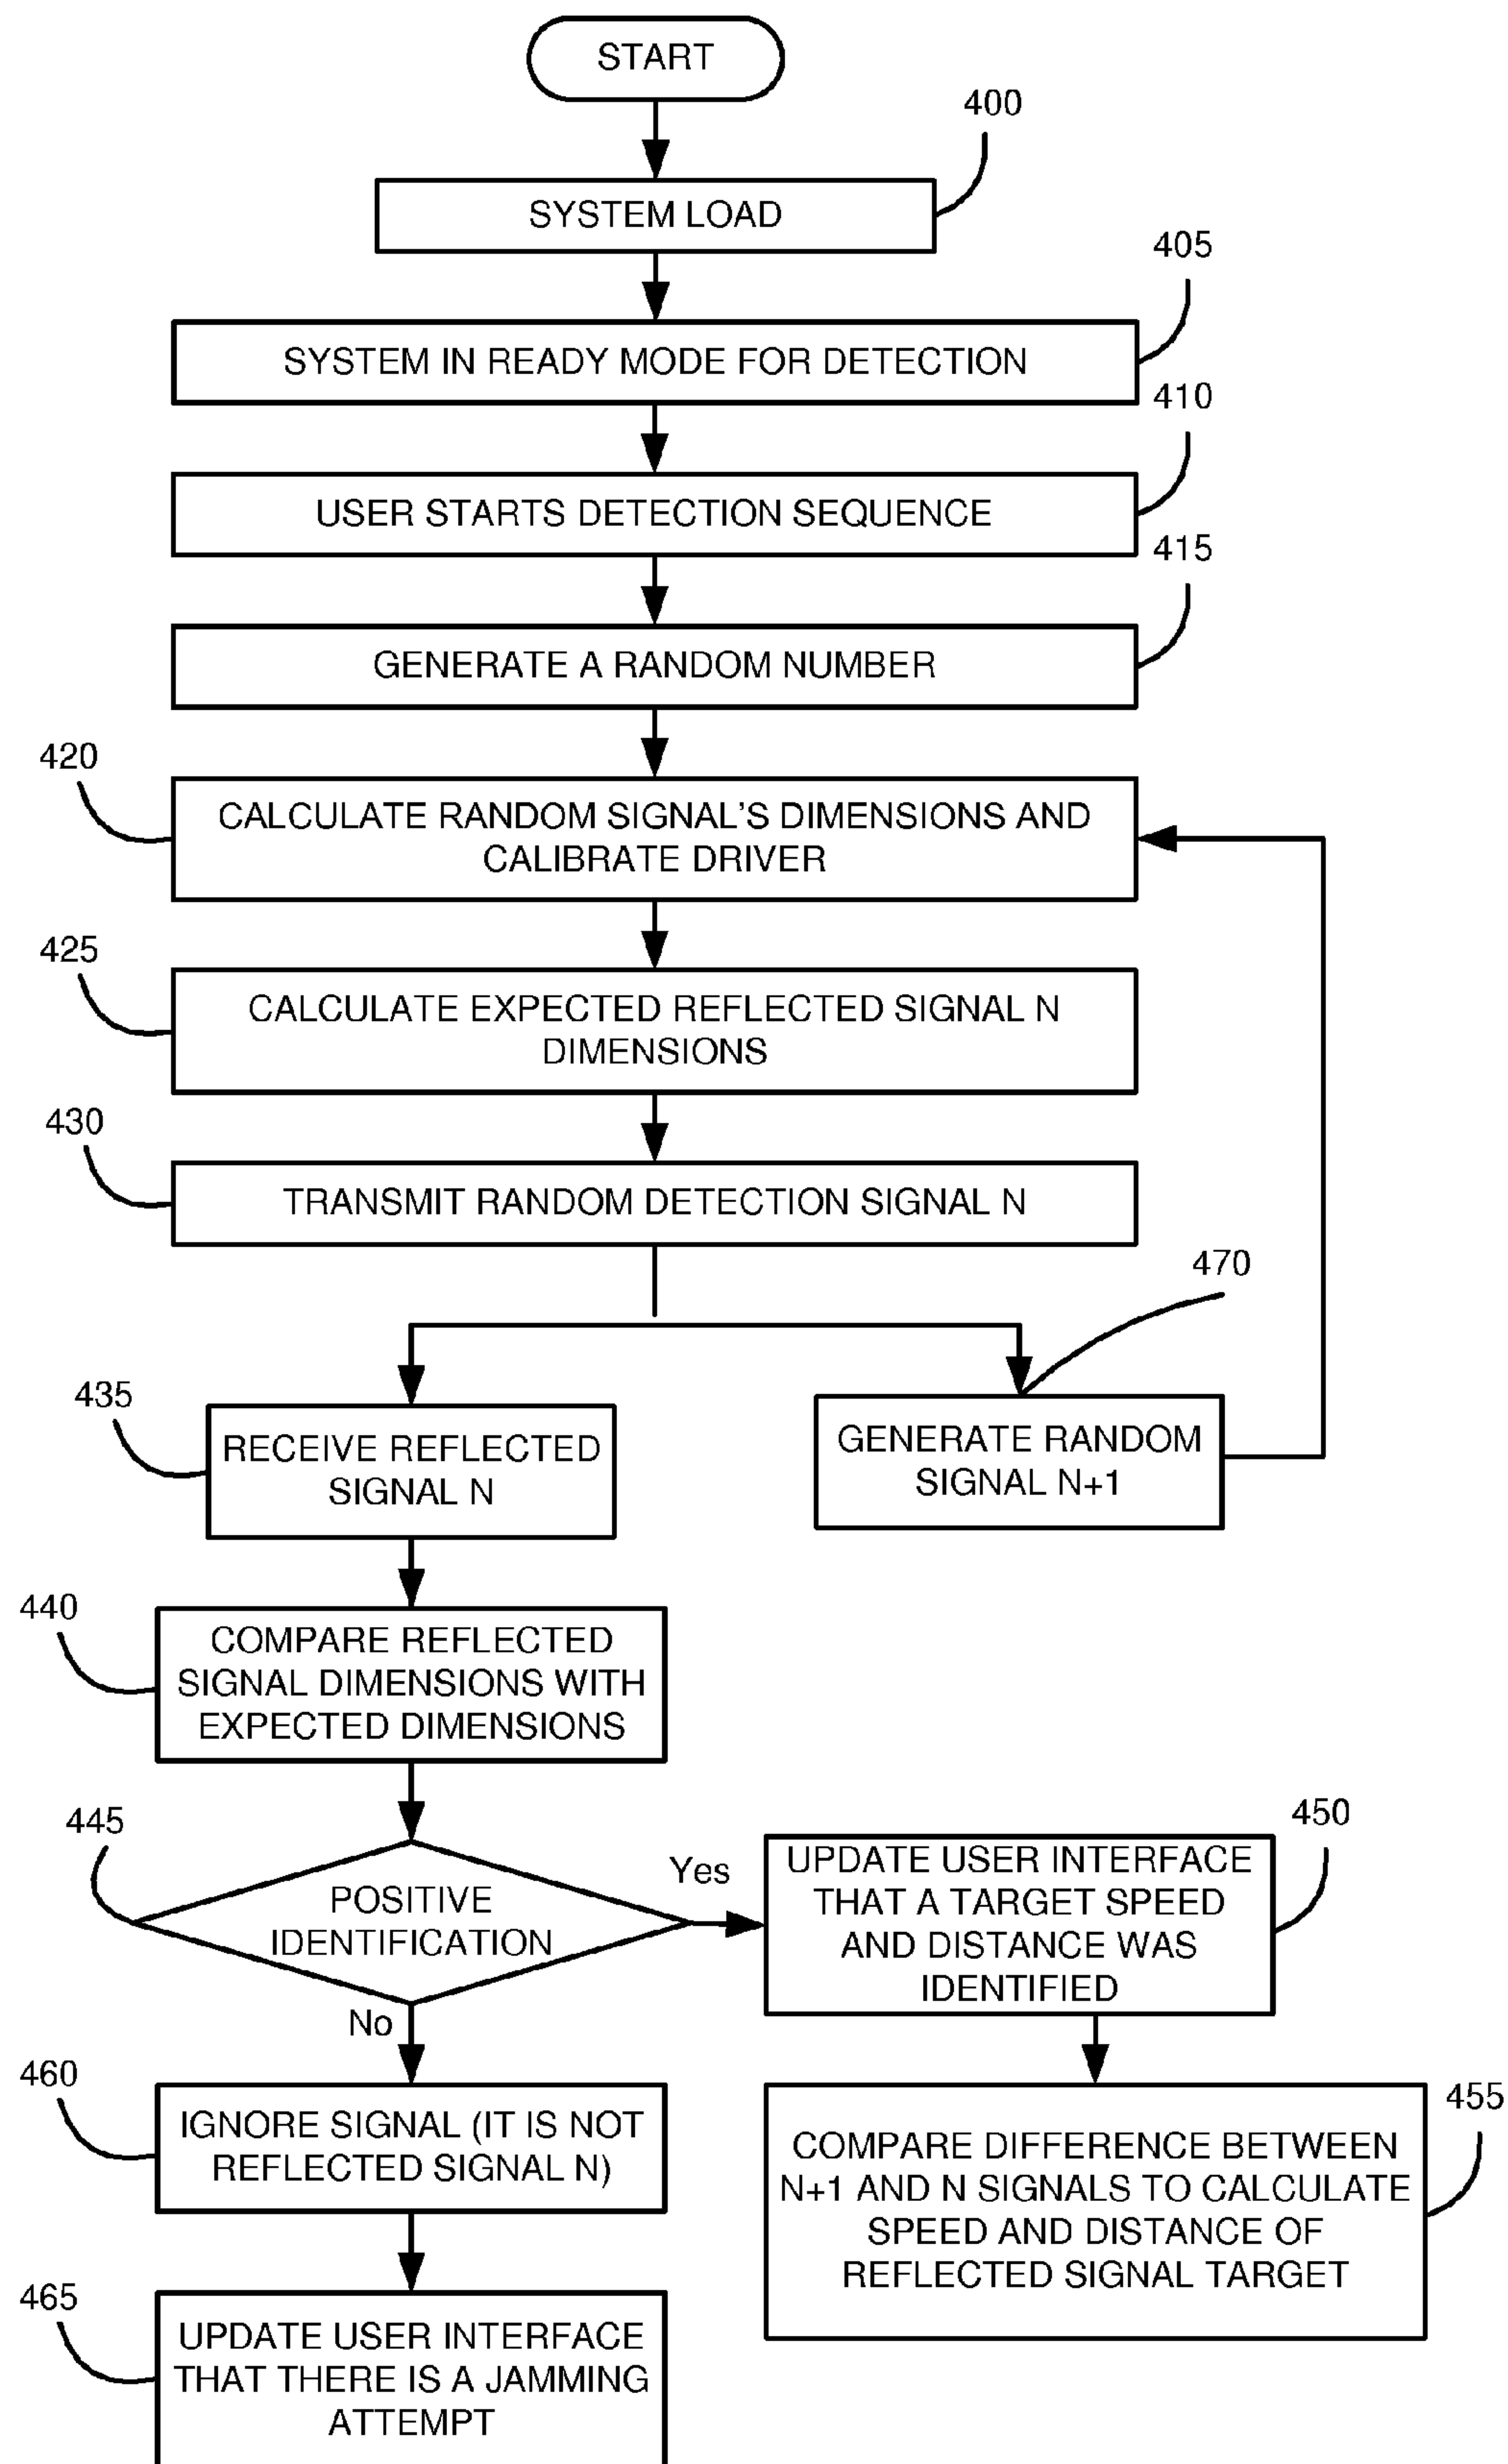 START
400
SYSTEM LOAD
405
SYSTEM IN READY MODE FOR DETECTION
410
USER STARTS DETECTION SEQUENCE
415
GENERATE A RANDOM NUMBER
420
CALCULATE RANDOM SIGNAL'S DIMENSIONS AND
CALIBRATE DRIVER
425
CALCULATE EXPECTED REFLECTED SIGNAL N
DIMENSIONS
430
TRANSMIT RANDOM DETECTION SIGNAL N
470
435
RECEIVE REFLECTED
SIGNAL N
GENERATE RANDOM
SIGNAL N+1
440
COMPARE REFLECTED
SIGNAL DIMENSIONS WITH
EXPECTED DIMENSIONS
445
POSITIVE
IDENTIFICATION
Yes
450
UPDATE USER INTERFACE
THAT A TARGET SPEED
AND DISTANCE WAS
IDENTIFIED
No
460
IGNORE SIGNAL (IT IS NOT
REFLECTED SIGNAL N)
455
COMPARE DIFFERENCE BETWEEN
N+1 AND N SIGNALS TO CALCULATE
SPEED AND DISTANCE OF
REFLECTED SIGNAL TARGET
465
UPDATE USER INTERFACE
THAT THERE IS A JAMMING
ATTEMPT